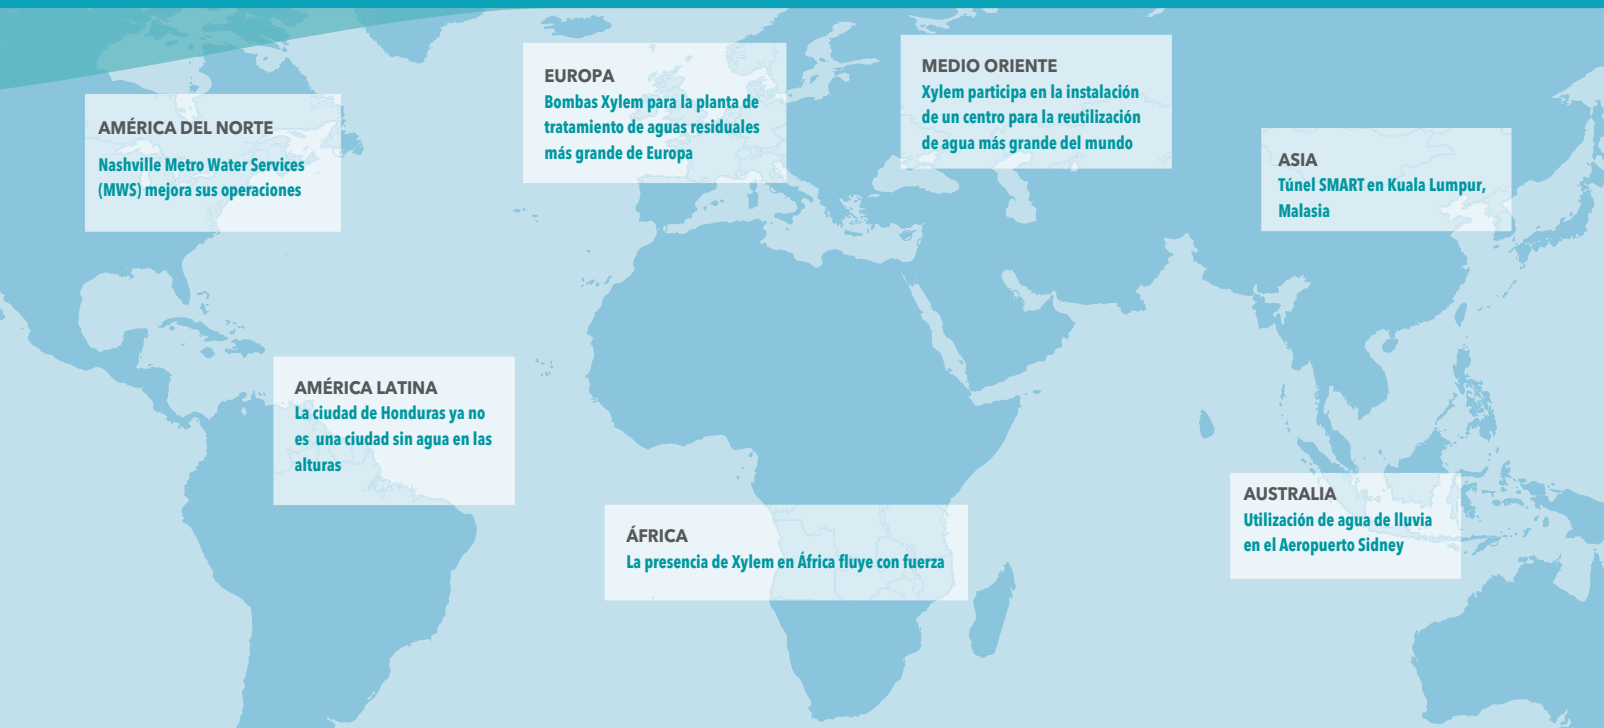 AMÉRICA DEL NORTE
Nashville Metro Water Services
(MWS) mejora sus operaciones
EUROPA
Bombas Xylem para la planta de
tratamiento de aguas residuales
más grande de Europa
MEDIO ORIENTE
Xylem participa en la instalación
de un centro para la reutilización
de agua más grande del mundo
ASIA
Túnel SMART en Kuala Lumpur,
Malasia
AMÉRICA LATINA
La ciudad de Honduras ya no
es una ciudad sin agua en las
alturas
ÁFRICA
La presencia de Xylem en África fluye con fuerza
AUSTRALIA
Utilización de agua de lluvia
en el Aeropuerto Sidney